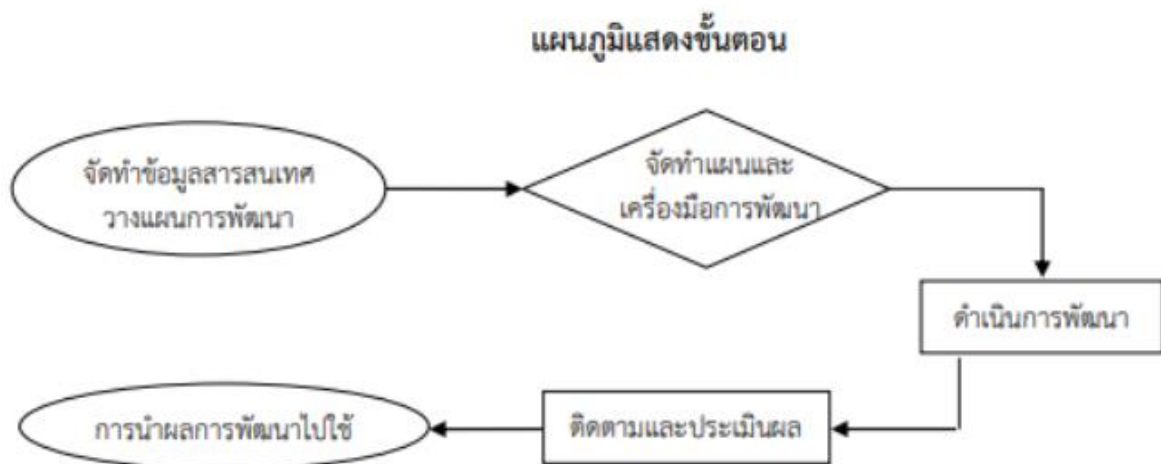 แผนภูมิแสดงขั้นตอน
จัดทำข้อมูลสารสนเทศ
วางแผนการพัฒนา
จัดทำแผนและ
เครื่องมือการพัฒนา
ดำเนินการพัฒนา
ติดตามและประเมินผล
การนำผลการพัฒนาไปใช้